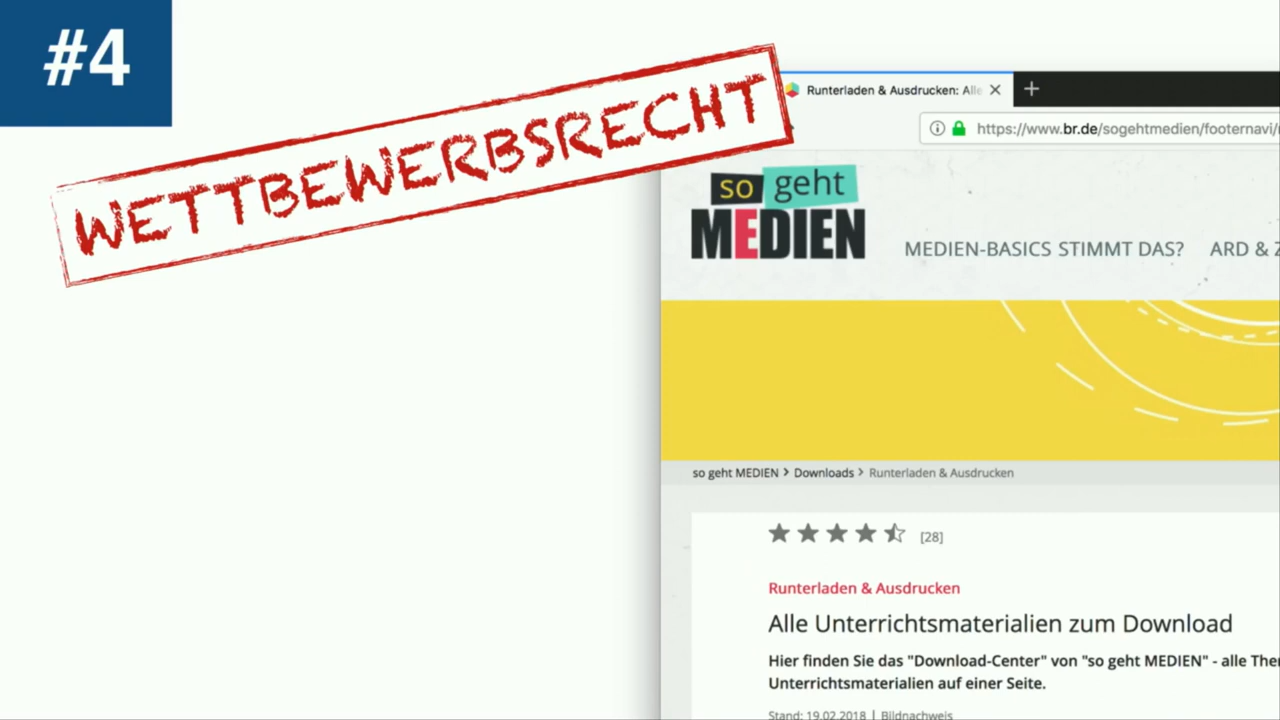 #4
WETTBEWERBSRECHT
Runterladen & Ausdrucken: Alle
https://www.br.de/sogehtmedien/footernavi/
so geht
MEDIEN
MEDIEN-BASICS STIMMT DAS? ARD &
so geht MEDIEN > Downloads > Runterladen & Ausdrucken
[28]
Runterladen & Ausdrucken
Alle Unterrichtsmaterialien zum Download
Hier finden Sie das "Download-Center" von "so geht MEDIEN" - alle
Unterrichtsmaterialien auf einer Seite.
Stand: 19.02.2018 | Bildnachweis